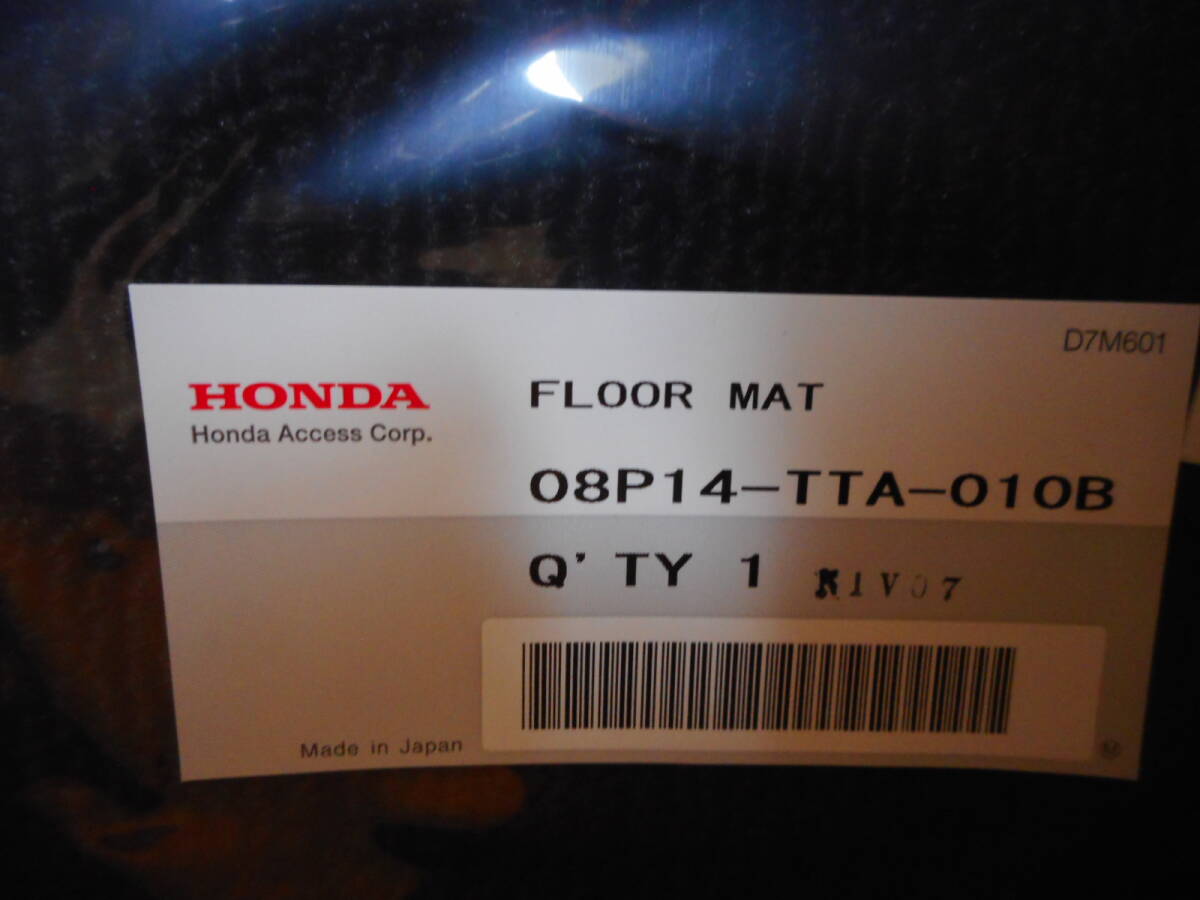 D7M601
HONDA
Honda Access Corp.
FLOOR MAT
08P14-TTA-010B
Q'TY 1
Made in Japan